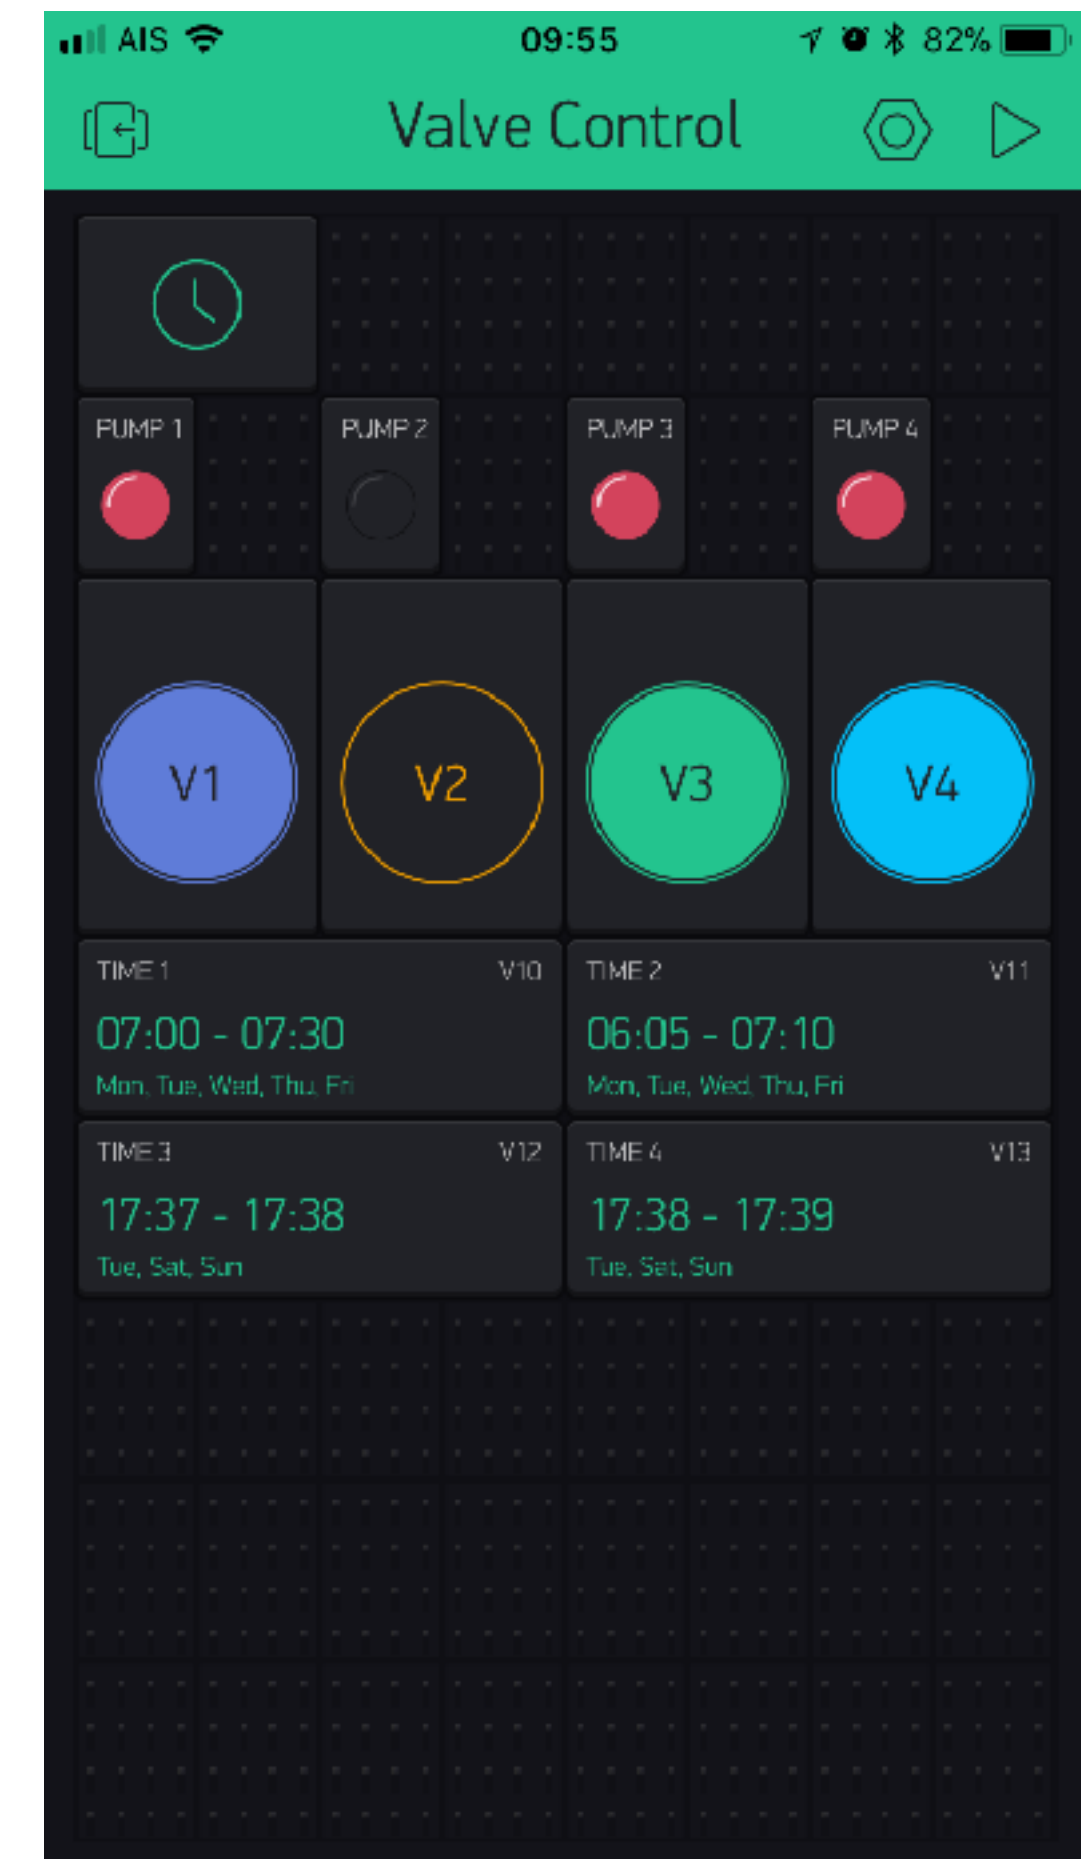 AIS 09:55 82%
Valve Control
PUMP 1 PUMP 2 PUMP 3 PUMP 4
V1 V2 V3 V4
TIME 1 V10 TIME 2 V11
07:00 - 07:30 06:05 - 07:10
Mon, Tue, Wed, Thu, Fri Mon, Tue, Wed, Thu, Fri
TIME 3 V12 TIME 4 V13
17:37 - 17:38 17:38 - 17:39
Tue, Sat, Sun Tue, Sat, Sun